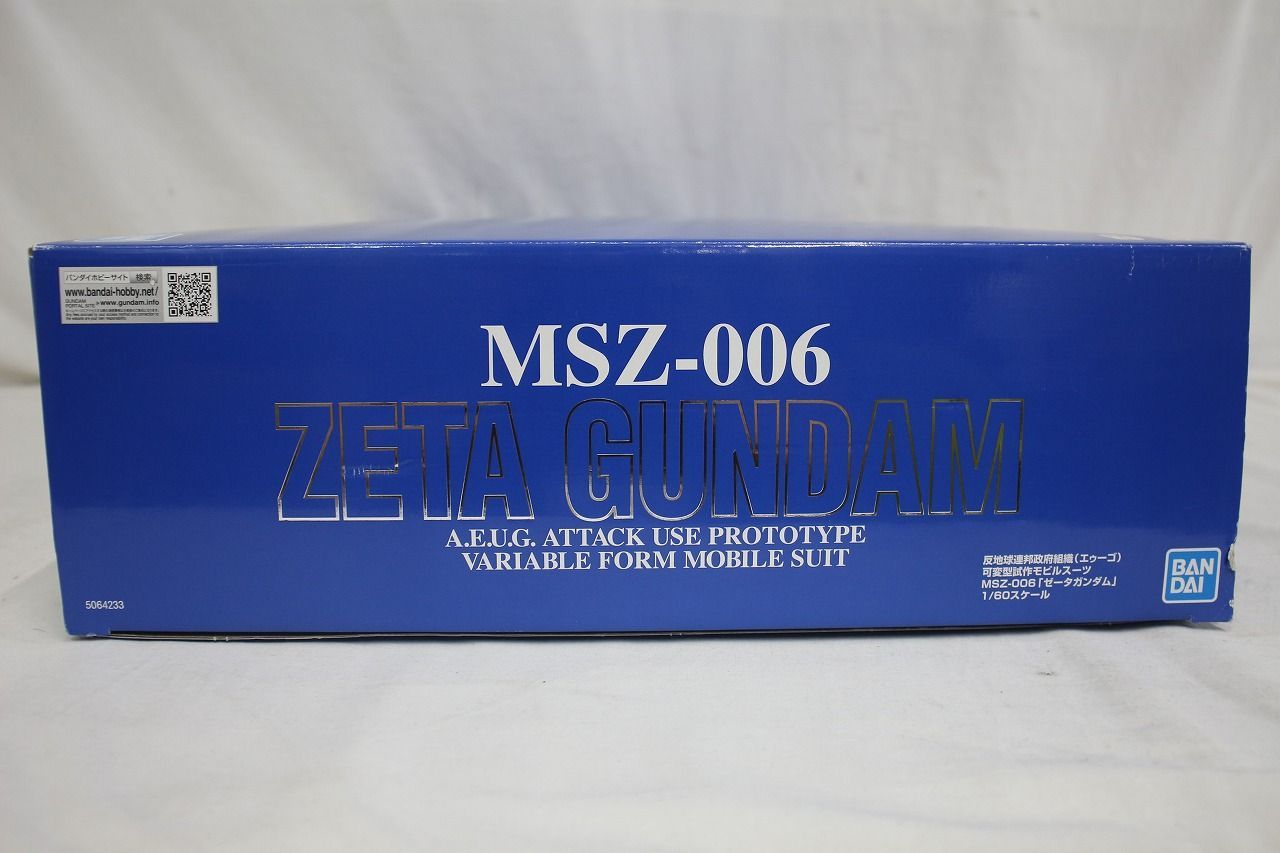 バンダイホビーサイト 検索
www.bandai-hobby.net/
GUNDAM
PORTAL SITE www.gundam.info
MSZ-006
ZETA GUNDAM
A.E.U.G. ATTACK USE PROTOTYPE
VARIABLE FORM MOBILE SUIT
反地球連邦政府組織(エゥーゴ)
可変型試作モビルスーツ
MSZ-006「ゼータガンダム」
1/60スケール
BAN
DAI
5064233